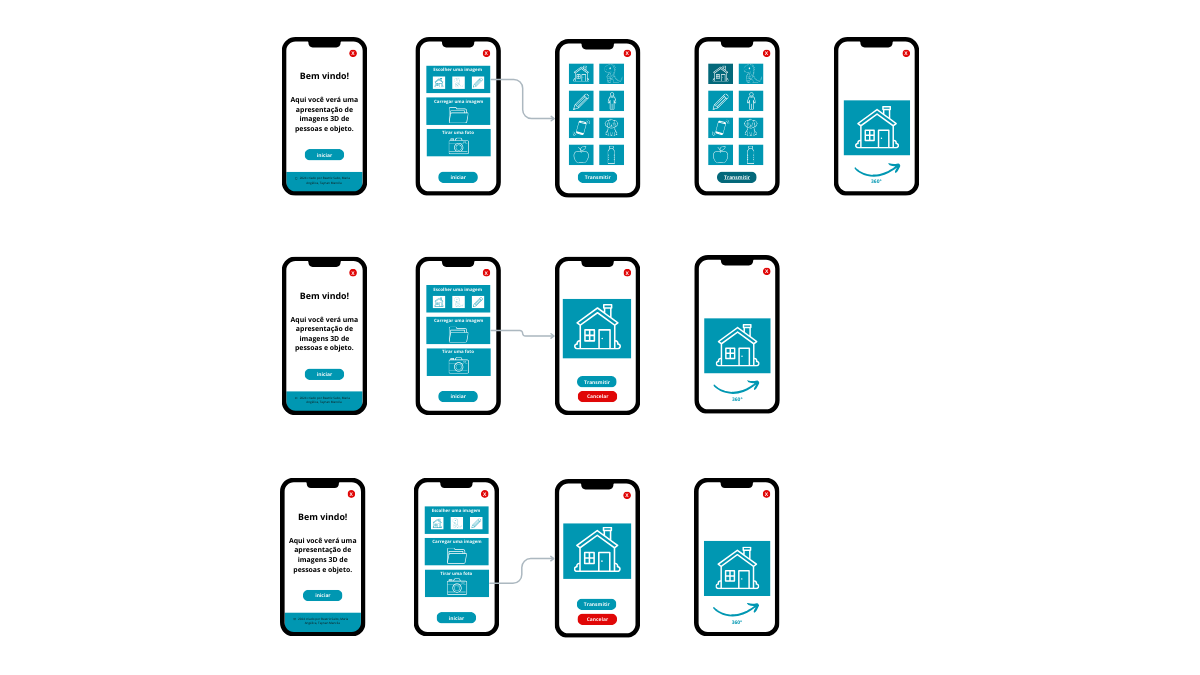 X
Bem vindo!
Aqui você verá uma
apresentação de
imagens 3D de
pessoas e objeto.
iniciar
X
Escolher uma imagem
Carregar uma imagem
Tirar uma foto
iniciar
X
Transmitir
X
Transmitir
X
360°
X
Bem vindo!
Aqui você verá uma
apresentação de
imagens 3D de
pessoas e objeto.
iniciar
X
Escolher uma imagem
Carregar uma imagem
Tirar uma foto
iniciar
X
Transmitir
Cancelar
X
360°
X
Bem vindo!
Aqui você verá uma
apresentação de
imagens 3D de
pessoas e objeto.
iniciar
X
Escolher uma imagem
Carregar uma imagem
Tirar uma foto
iniciar
X
Transmitir
Cancelar
X
360°